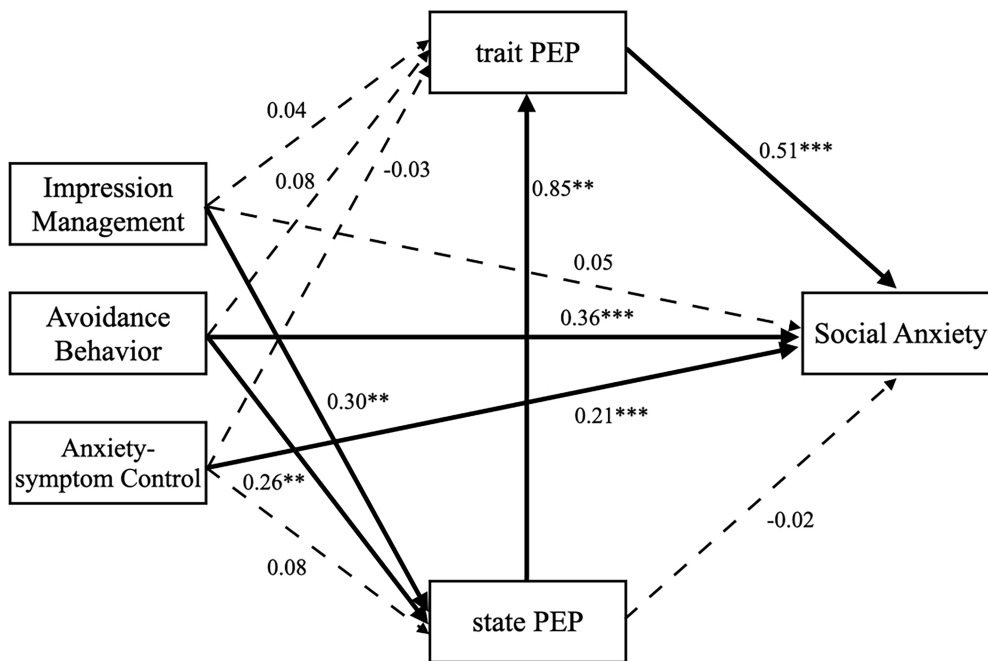 trait PEP
0.04
0.08
-0.03
0.51***
Impression
Management
0.85**
0.05
Avoidance
Behavior
0.36***
Social Anxiety
0.30**
0.21***
Anxiety-
symptom Control
0.26**
0.08
-0.02
state PEP